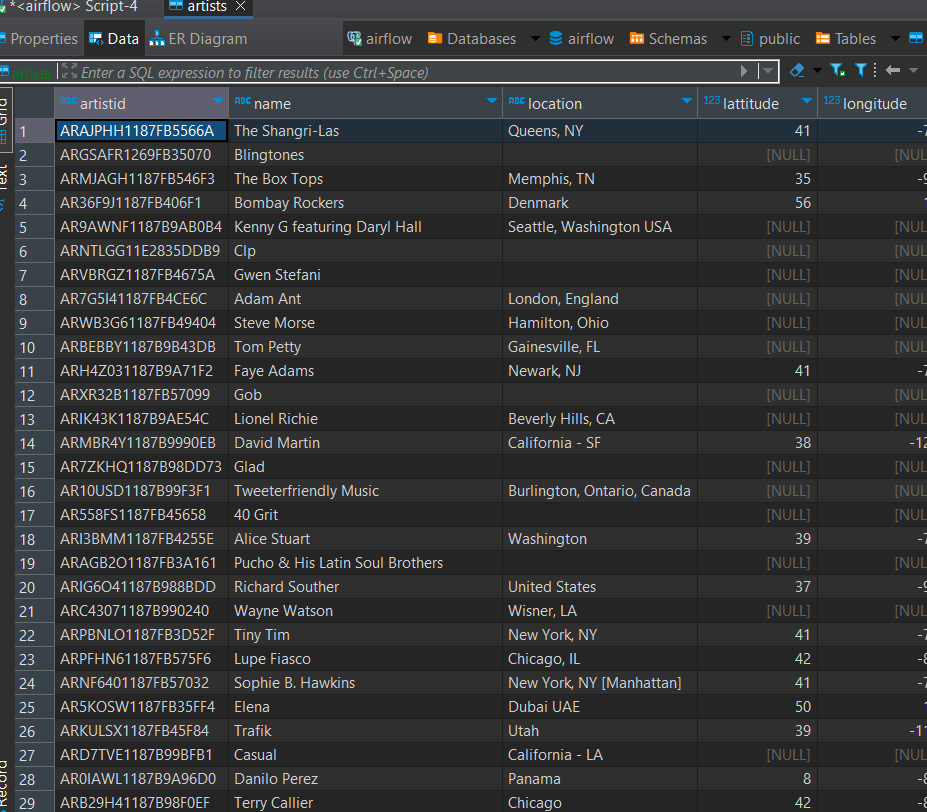 *<airflow> Script-4 artists
Properties Data ER Diagram airflow Databases airflow Schemas public Tables
artists Enter a SQL expression to filter results (use Ctrl+Space)
Grid
Text
Record
ABC artistid ABC name ABC location 123 lattitude 123 longitude
1 ARAJPHH1187FB5566A The Shangri-Las Queens, NY 41 -7
2 ARGSAFR1269FB35070 Blingtones [NULL] [NUL
3 ARMJAGH1187FB546F3 The Box Tops Memphis, TN 35 -9
4 AR36F9J1187FB406F1 Bombay Rockers Denmark 56 1
5 AR9AWNF1187B9AB0B4 Kenny G featuring Daryl Hall Seattle, Washington USA [NULL] [NUL
6 ARNTLGG11E2835DDB9 Clp [NULL] [NUL
7 ARVBRGZ1187FB4675A Gwen Stefani [NULL] [NUL
8 AR7G5I41187FB4CE6C Adam Ant London, England [NULL] [NUL
9 ARWB3G61187FB49404 Steve Morse Hamilton, Ohio [NULL] [NUL
10 ARBEBBY1187B9B43DB Tom Petty Gainesville, FL [NULL] [NUL
11 ARH4Z031187B9A71F2 Faye Adams Newark, NJ 41 -7
12 ARXR32B1187FB57099 Gob [NULL] [NUL
13 ARIK43K1187B9AE54C Lionel Richie Beverly Hills, CA [NULL] [NUL
14 ARMBR4Y1187B9990EB David Martin California - SF 38 -12
15 AR7ZKHQ1187B98DD73 Glad [NULL] [NUL
16 AR10USD1187B99F3F1 Tweeterfriendly Music Burlington, Ontario, Canada [NULL] [NUL
17 AR558FS1187FB45658 40 Grit [NULL] [NUL
18 ARI3BMM1187FB4255E Alice Stuart Washington 39 -7
19 ARAGB2O1187FB3A161 Pucho & His Latin Soul Brothers [NULL] [NUL
20 ARIG6O41187B988BDD Richard Souther United States 37 -9
21 ARC43071187B990240 Wayne Watson Wisner, LA [NULL] [NUL
22 ARPBNLO1187FB3D52F Tiny Tim New York, NY 41 -7
23 ARPFHN61187FB575F6 Lupe Fiasco Chicago, IL 42 -8
24 ARNF6401187FB57032 Sophie B. Hawkins New York, NY [Manhattan] 41 -7
25 AR5KOSW1187FB35FF4 Elena Dubai UAE 50 1
26 ARKULSX1187FB45F84 Trafik Utah 39 -11
27 ARD7TVE1187B99BFB1 Casual California - LA [NULL] [NUL
28 AR0IAWL1187B9A96D0 Danilo Perez Panama 8 -8
29 ARB29H41187B98F0EF Terry Callier Chicago 42 -8